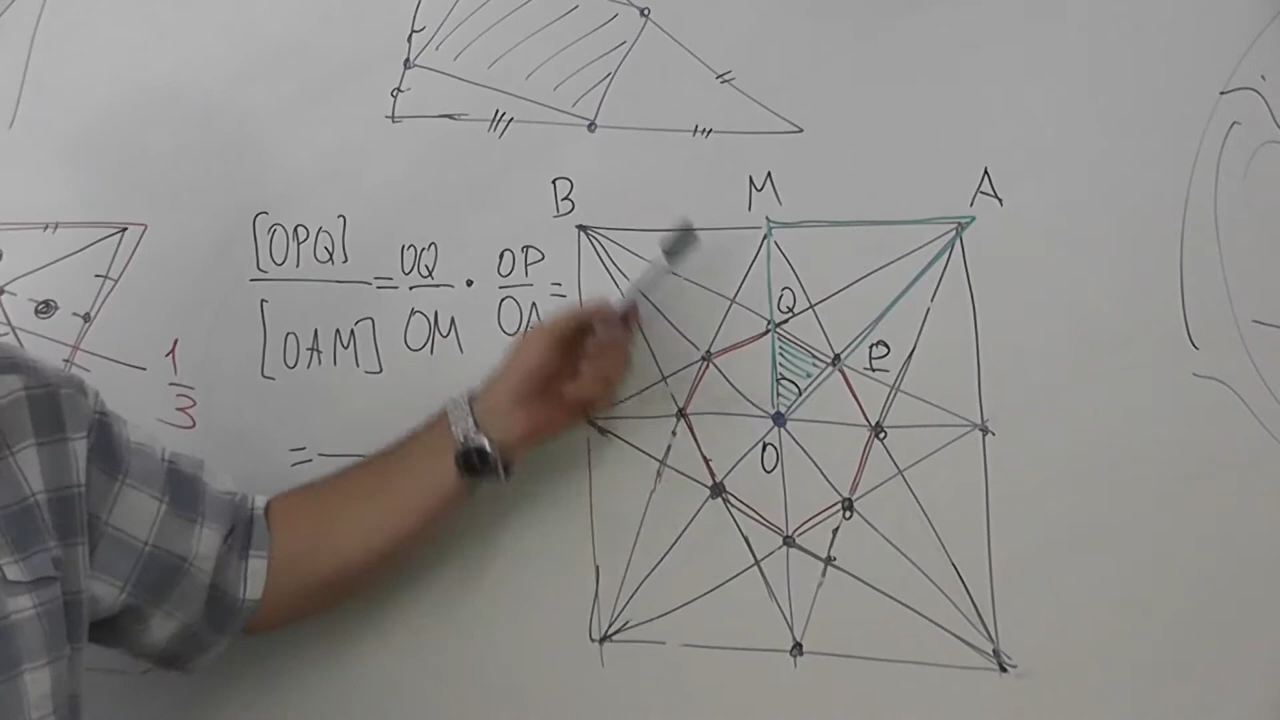 B M A
[OPQ] / [OAM] = OQ / OM · OP / OA =
= —
1/3
Q
P
O